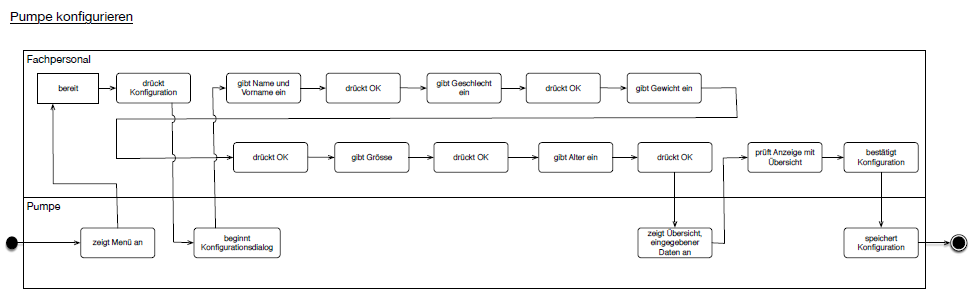 Pumpe konfigurieren
Fachpersonal
bereit
drückt
Konfiguration
gibt Name und
Vorname ein
drückt OK
gibt Geschlecht
ein
drückt OK
gibt Gewicht ein
drückt OK
gibt Grösse
drückt OK
gibt Alter ein
drückt OK
prüft Anzeige mit
Übersicht
bestätigt
Konfiguration
Pumpe
zeigt Menü an
beginnt
Konfigurationsdialog
zeigt Übersicht,
eingegebener
Daten an
speichert
Konfiguration